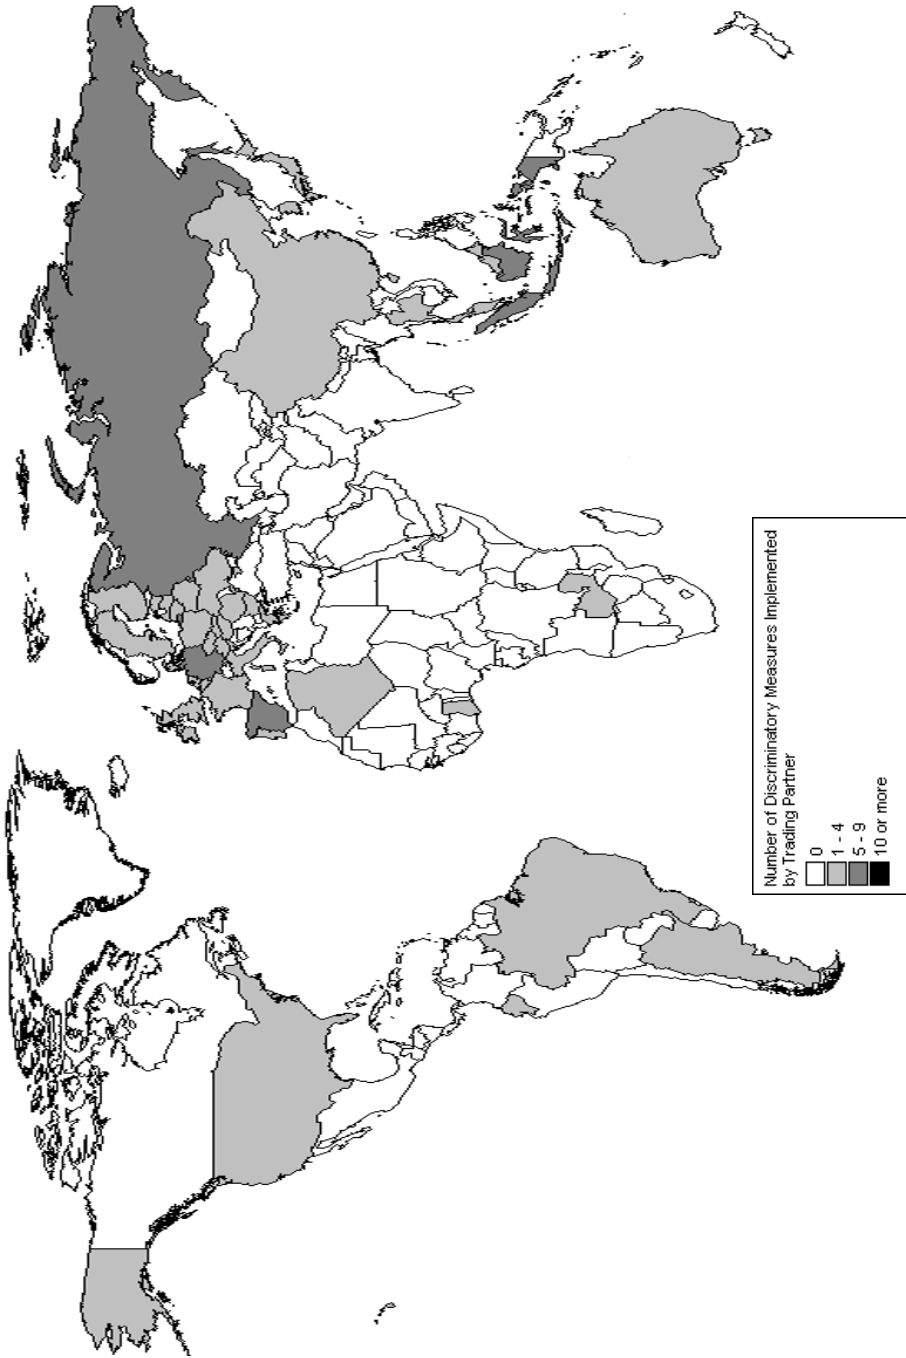 Number of Discriminatory Measures Implemented
by Trading Partner
0
1 - 4
5 - 9
10 or more